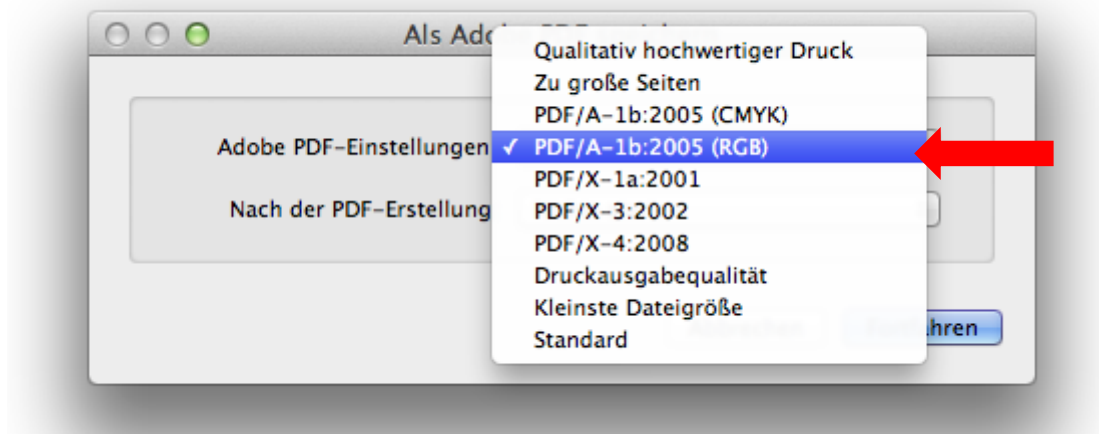 Als Ado
Qualitativ hochwertiger Druck
Zu große Seiten
PDF/A-1b:2005 (CMYK)
Adobe PDF-Einstellungen ✓ PDF/A-1b:2005 (RGB)
PDF/X-1a:2001
Nach der PDF-Erstellung PDF/X-3:2002
PDF/X-4:2008
Druckausgabequalität
Kleinste Dateigröße
Standard
hren